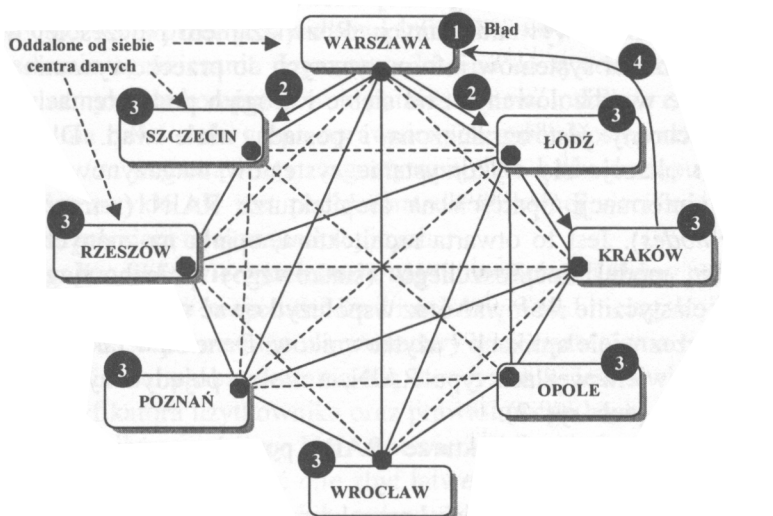 WARSZAWA
1
Błąd
Oddalone od siebie
centra danych
4
2
2
3
SZCZECIN
3
ŁÓDŹ
3
RZESZÓW
3
KRAKÓW
3
POZNAŃ
3
OPOLE
3
WROCŁAW